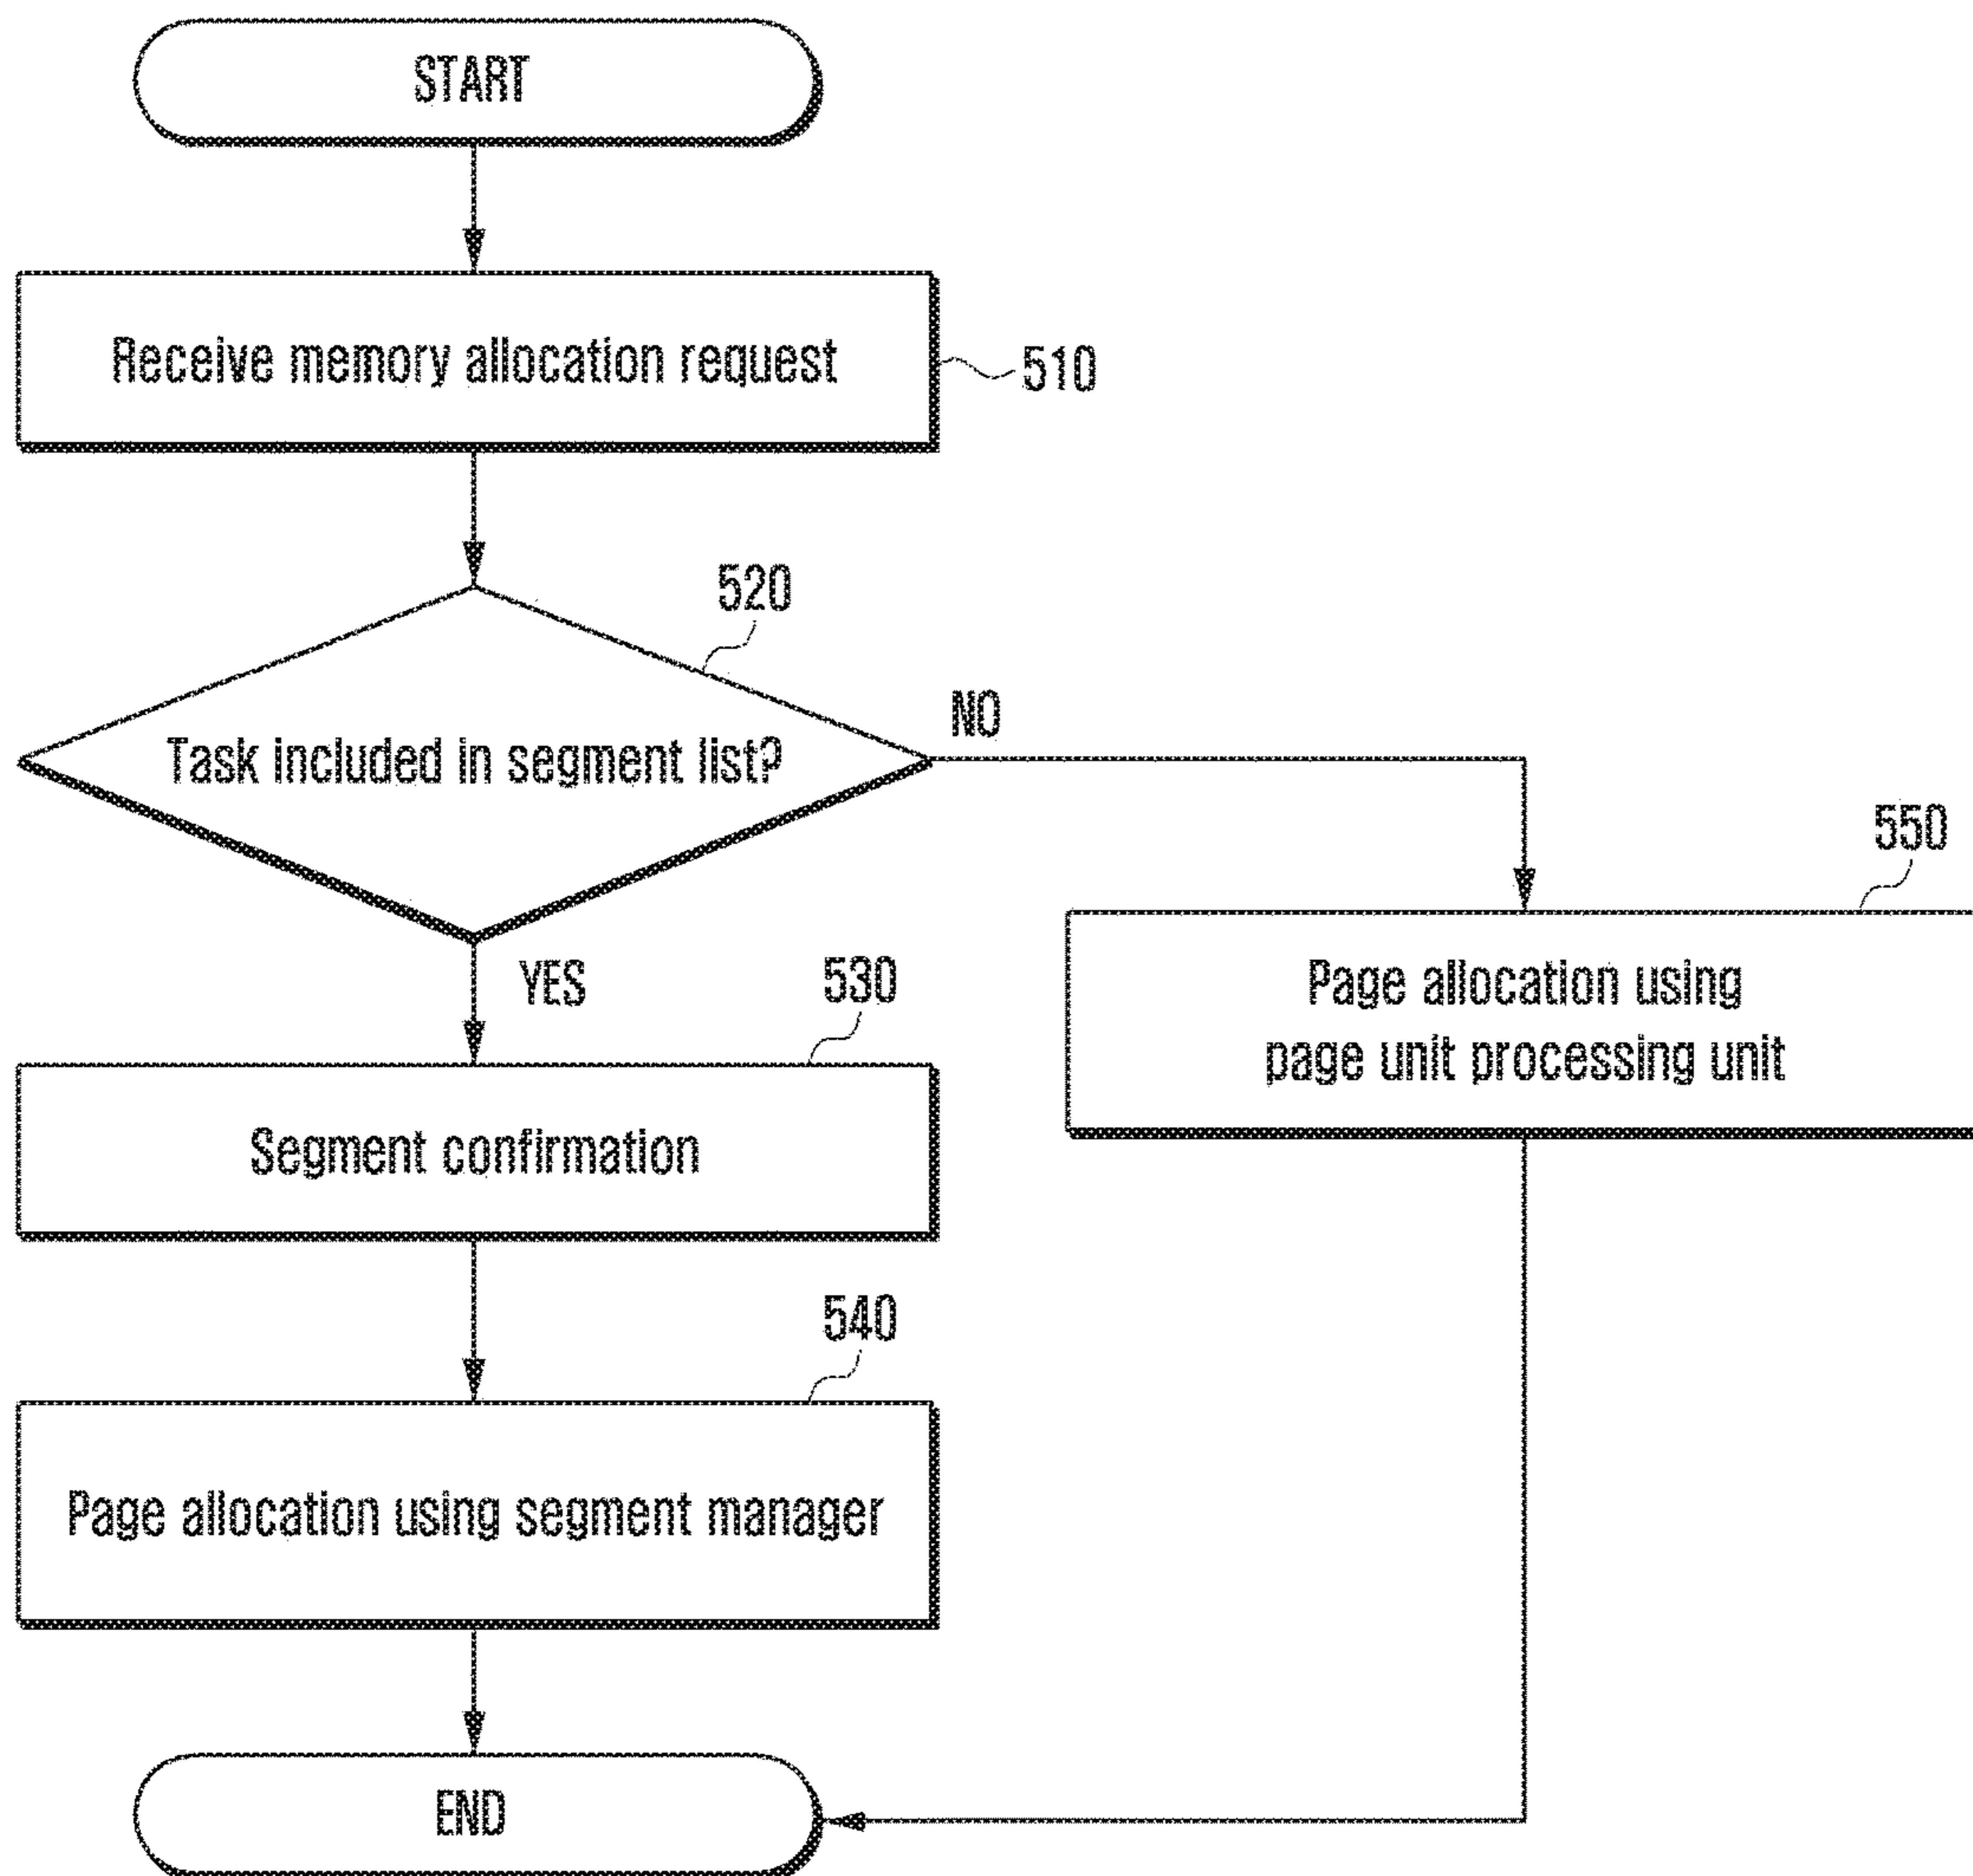 START
Receive memory allocation request
510
520
Task included in segment list?
NO
YES
530
550
Page allocation using
page unit processing unit
Segment confirmation
540
Page allocation using segment manager
END